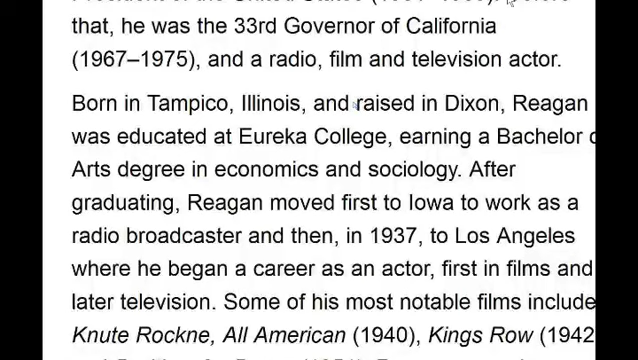 that, he was the 33rd Governor of California
(1967–1975), and a radio, film and television actor.
Born in Tampico, Illinois, and raised in Dixon, Reagan
was educated at Eureka College, earning a Bachelor o
Arts degree in economics and sociology. After
graduating, Reagan moved first to Iowa to work as a
radio broadcaster and then, in 1937, to Los Angeles
where he began a career as an actor, first in films and
later television. Some of his most notable films include
Knute Rockne, All American (1940), Kings Row (1942